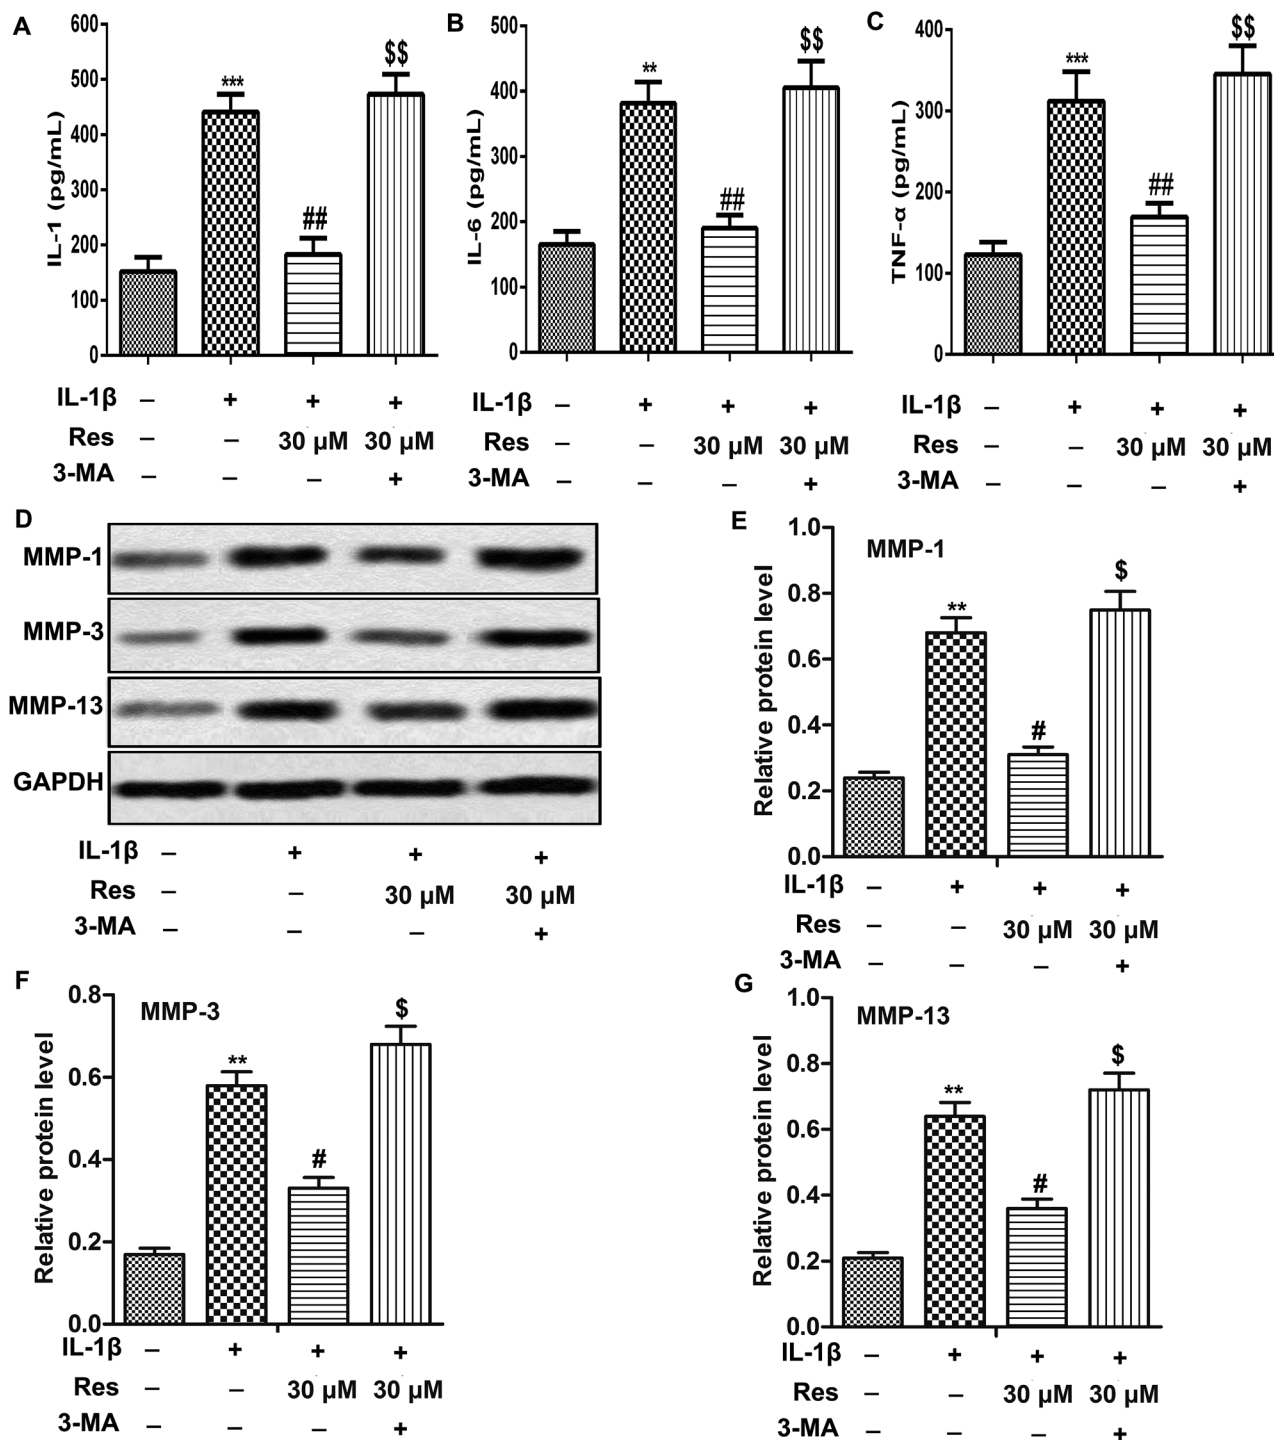 A
600
500
400
300
200
100
0
IL-1 (pg/mL)
***
##
$$
IL-1β – + + +
Res – – 30 μM 30 μM
3-MA – – – +
B
500
400
300
200
100
0
IL-6 (pg/mL)
**
##
$$
IL-1β – + + +
Res – – 30 μM 30 μM
3-MA – – – +
C
400
300
200
100
0
TNF-α (pg/mL)
***
##
$$
IL-1β – + + +
Res – – 30 μM 30 μM
3-MA – – – +
D
MMP-1
MMP-3
MMP-13
GAPDH
IL-1β – + + +
Res – – 30 μM 30 μM
3-MA – – – +
E
MMP-1
1.0
0.8
0.6
0.4
0.2
0.0
Relative protein level
**
#
$
IL-1β – + + +
Res – – 30 μM 30 μM
3-MA – – – +
F
MMP-3
0.8
0.6
0.4
0.2
0.0
Relative protein level
**
#
$
IL-1β – + + +
Res – – 30 μM 30 μM
3-MA – – – +
G
MMP-13
1.0
0.8
0.6
0.4
0.2
0.0
Relative protein level
**
#
$
IL-1β – + + +
Res – – 30 μM 30 μM
3-MA – – – +